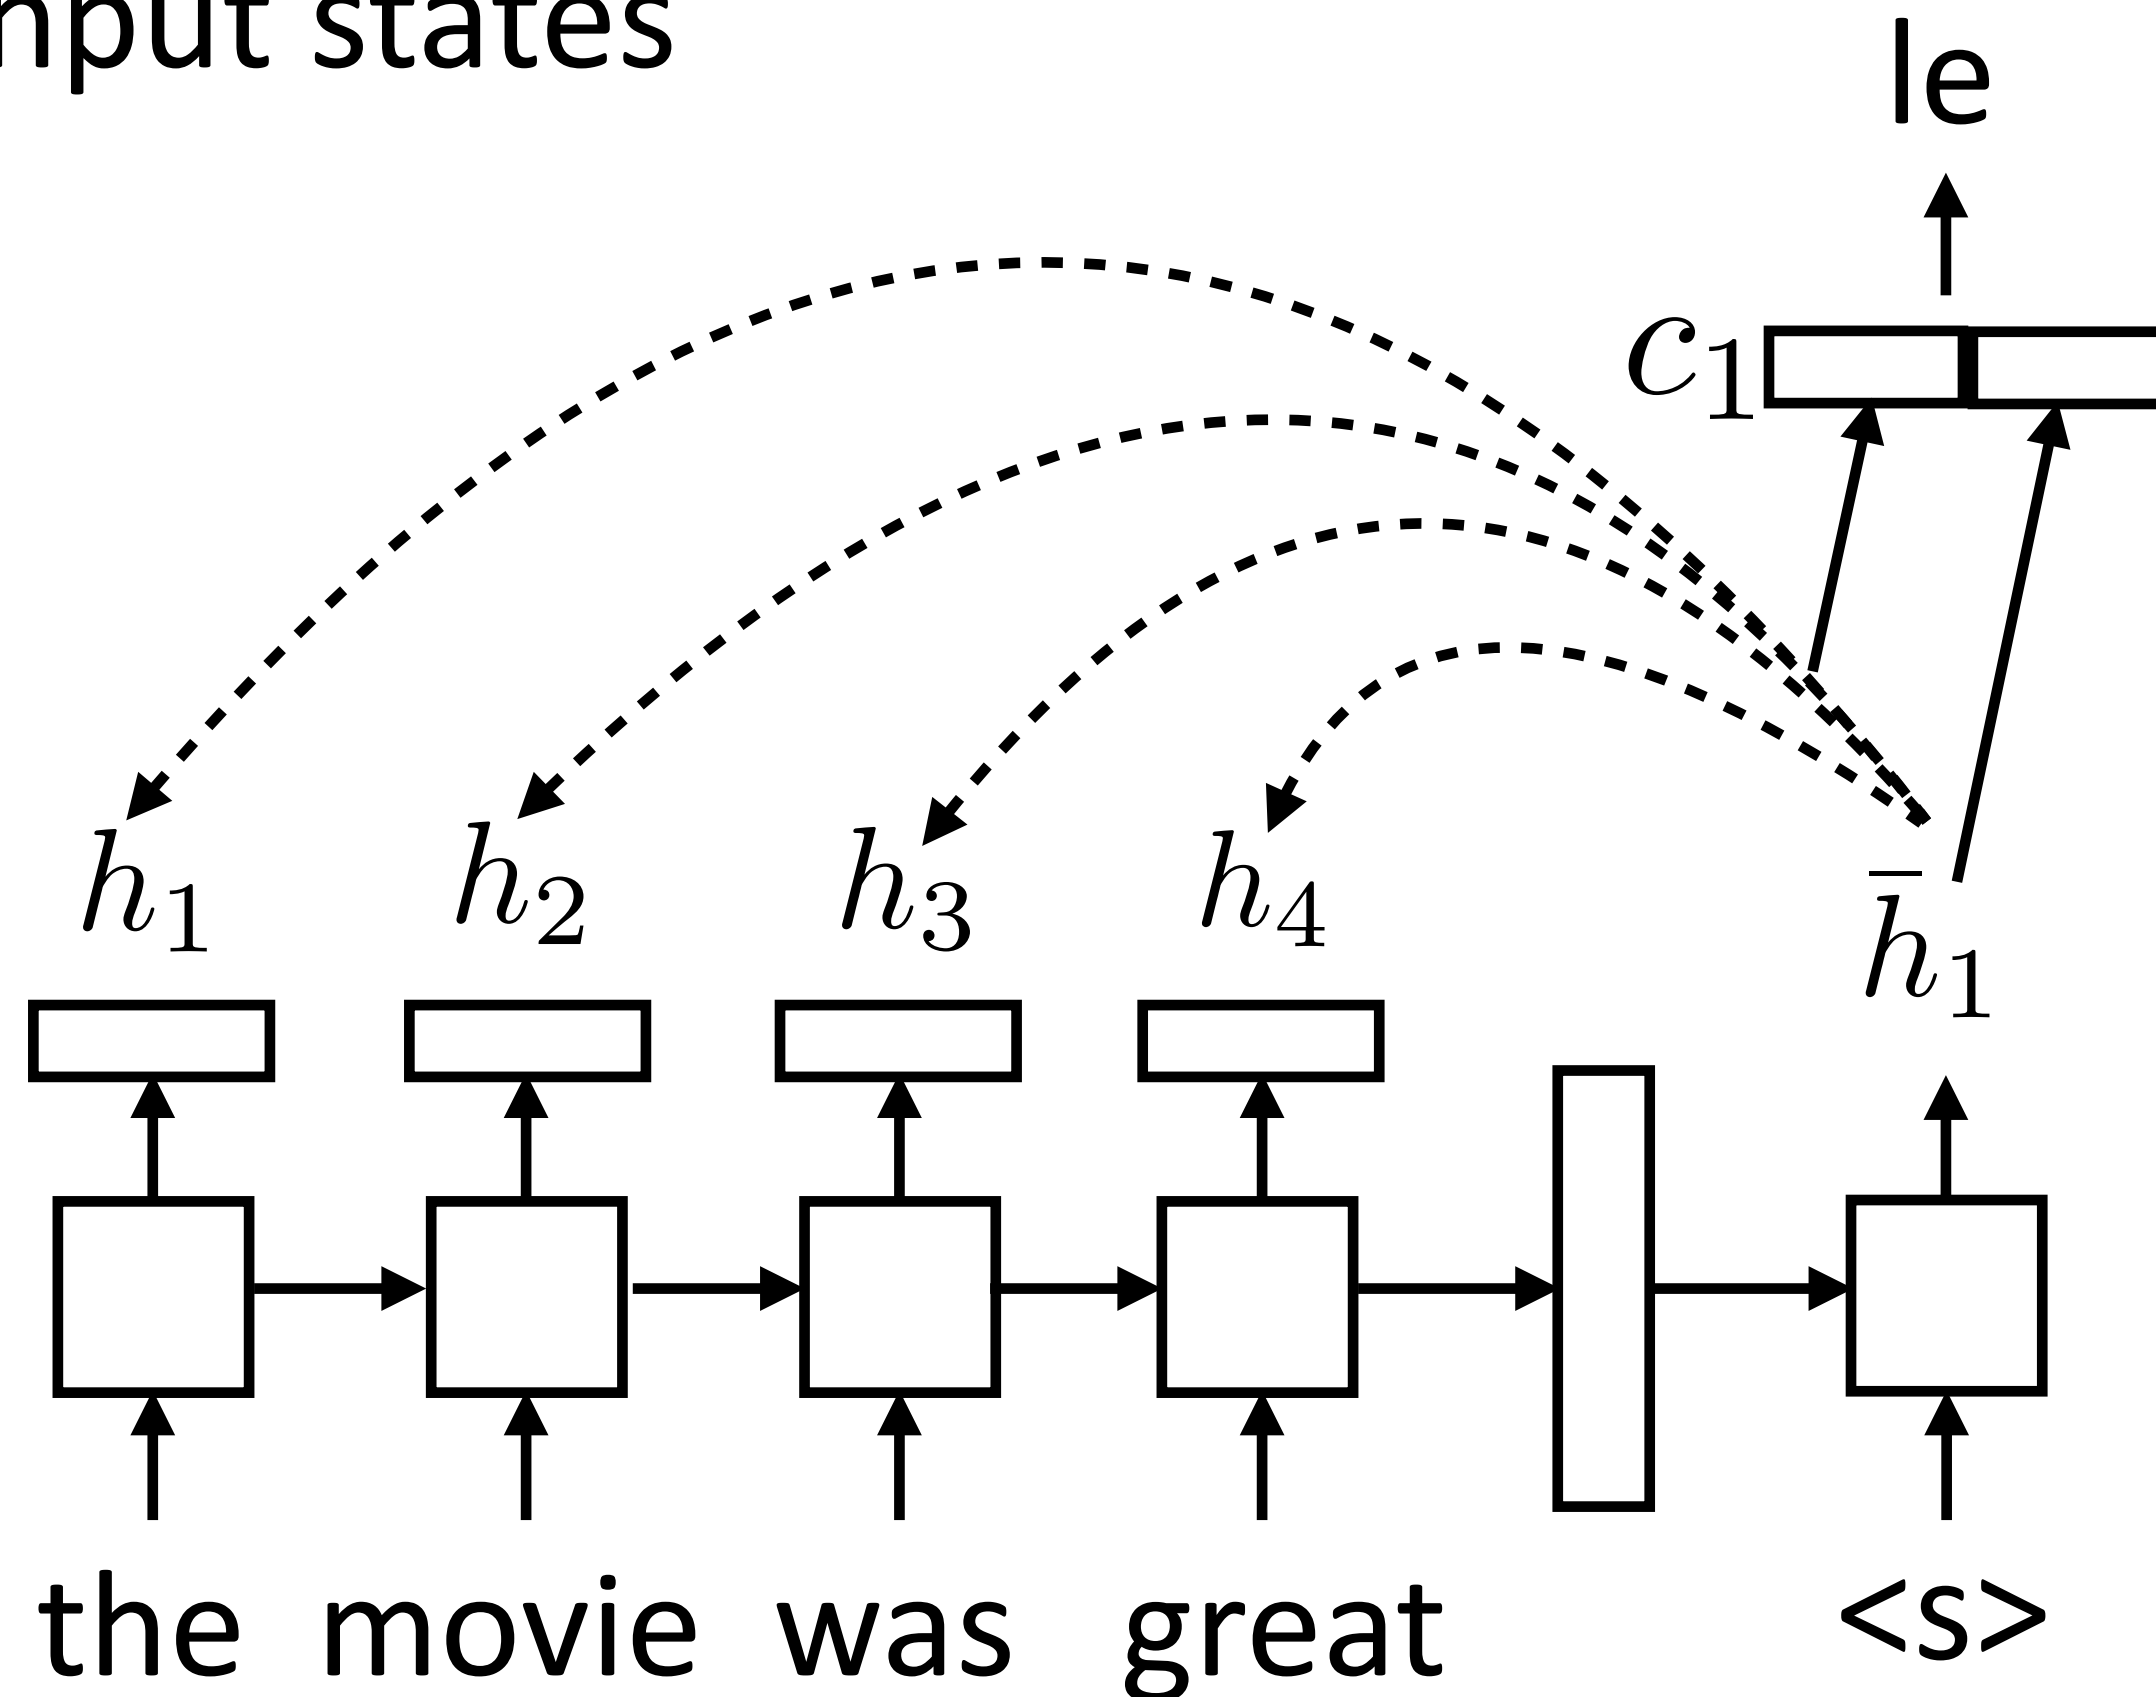 nput states
le
c₁
h₁ h₂ h₃ h₄ h̄₁
the movie was great <s>